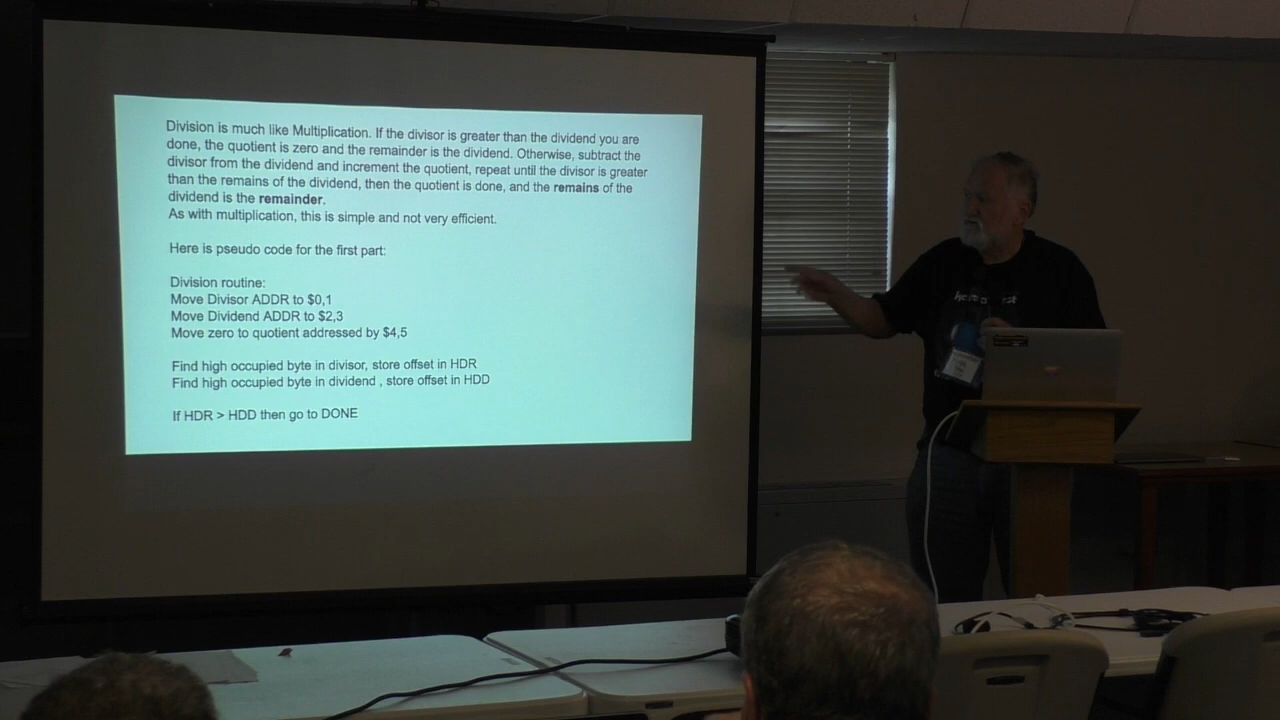 Division is much like Multiplication. If the divisor is greater than the dividend you are
done, the quotient is zero and the remainder is the dividend. Otherwise, subtract the
divisor from the dividend and increment the quotient, repeat until the divisor is greater
than the remains of the dividend, then the quotient is done, and the remains of the
dividend is the remainder.
As with multiplication, this is simple and not very efficient.
Here is pseudo code for the first part:
Division routine:
Move Divisor ADDR to $0,1
Move Dividend ADDR to $2,3
Move zero to quotient addressed by $4,5
Find high occupied byte in divisor, store offset in HDR
Find high occupied byte in dividend , store offset in HDD
If HDR > HDD then go to DONE